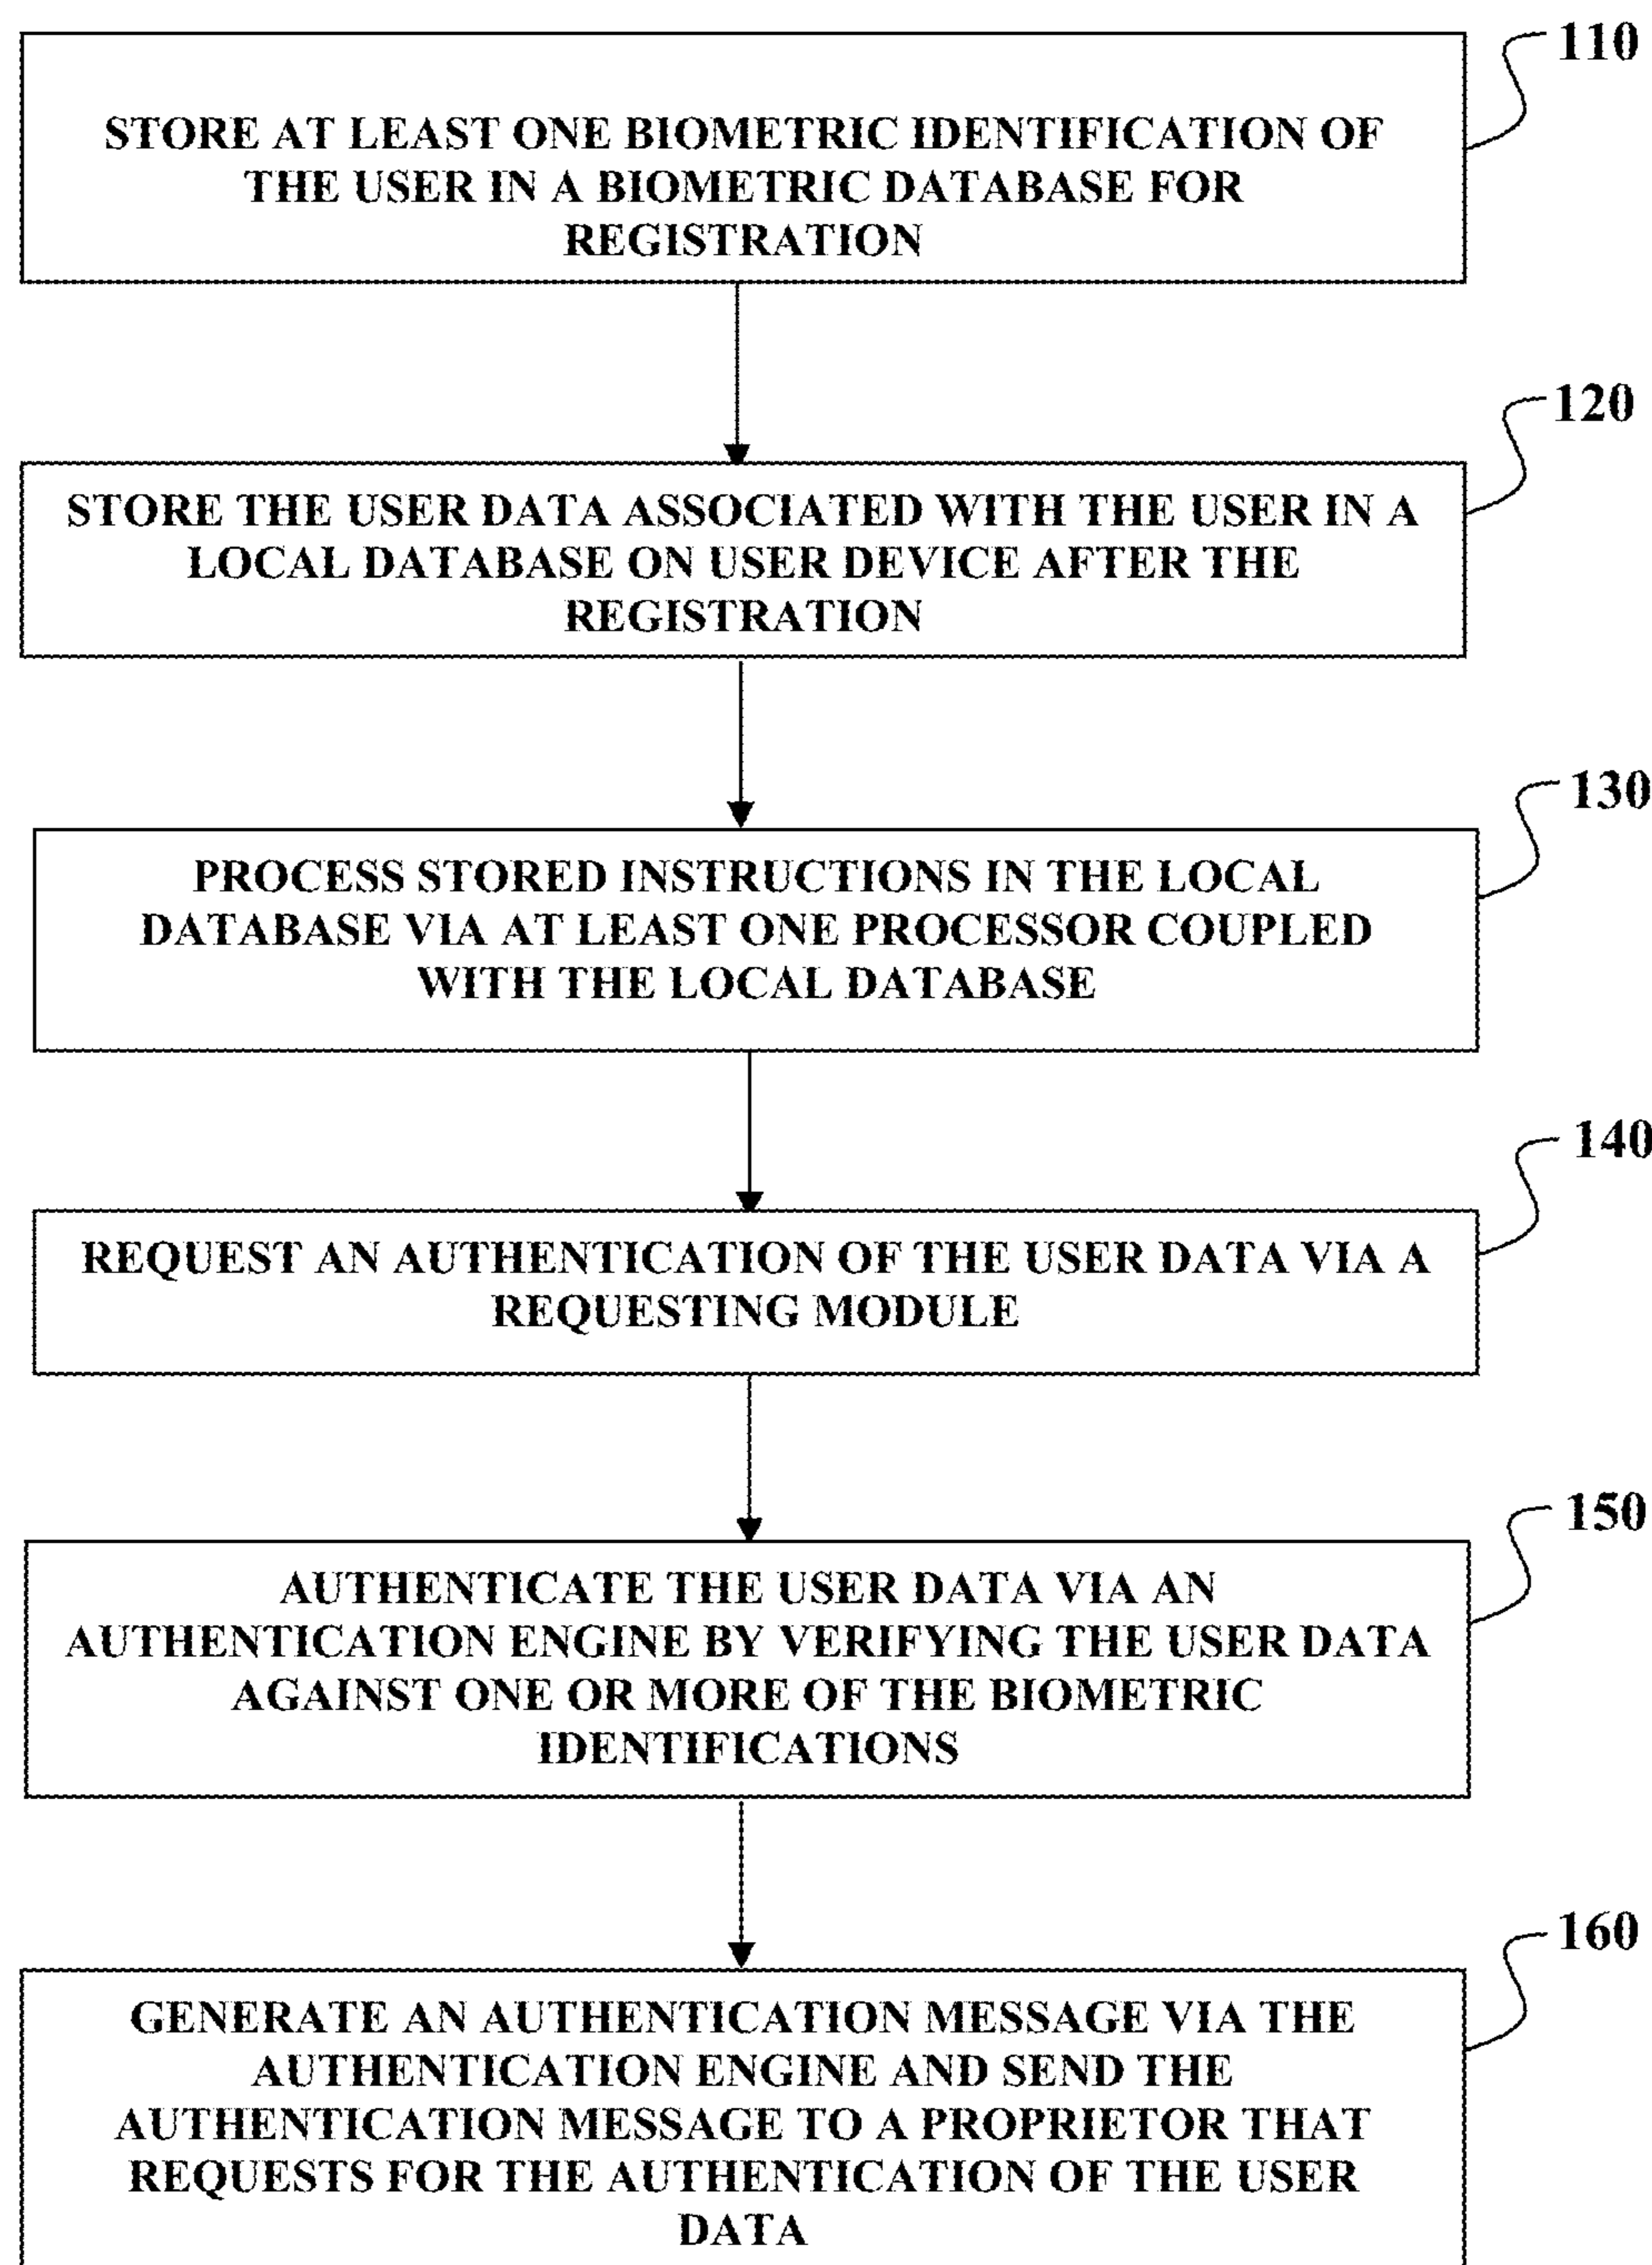 110
STORE AT LEAST ONE BIOMETRIC IDENTIFICATION OF
THE USER IN A BIOMETRIC DATABASE FOR
REGISTRATION
120
STORE THE USER DATA ASSOCIATED WITH THE USER IN A
LOCAL DATABASE ON USER DEVICE AFTER THE
REGISTRATION
130
PROCESS STORED INSTRUCTIONS IN THE LOCAL
DATABASE VIA AT LEAST ONE PROCESSOR COUPLED
WITH THE LOCAL DATABASE
140
REQUEST AN AUTHENTICATION OF THE USER DATA VIA A
REQUESTING MODULE
150
AUTHENTICATE THE USER DATA VIA AN
AUTHENTICATION ENGINE BY VERIFYING THE USER DATA
AGAINST ONE OR MORE OF THE BIOMETRIC
IDENTIFICATIONS
160
GENERATE AN AUTHENTICATION MESSAGE VIA THE
AUTHENTICATION ENGINE AND SEND THE
AUTHENTICATION MESSAGE TO A PROPRIETOR THAT
REQUESTS FOR THE AUTHENTICATION OF THE USER
DATA